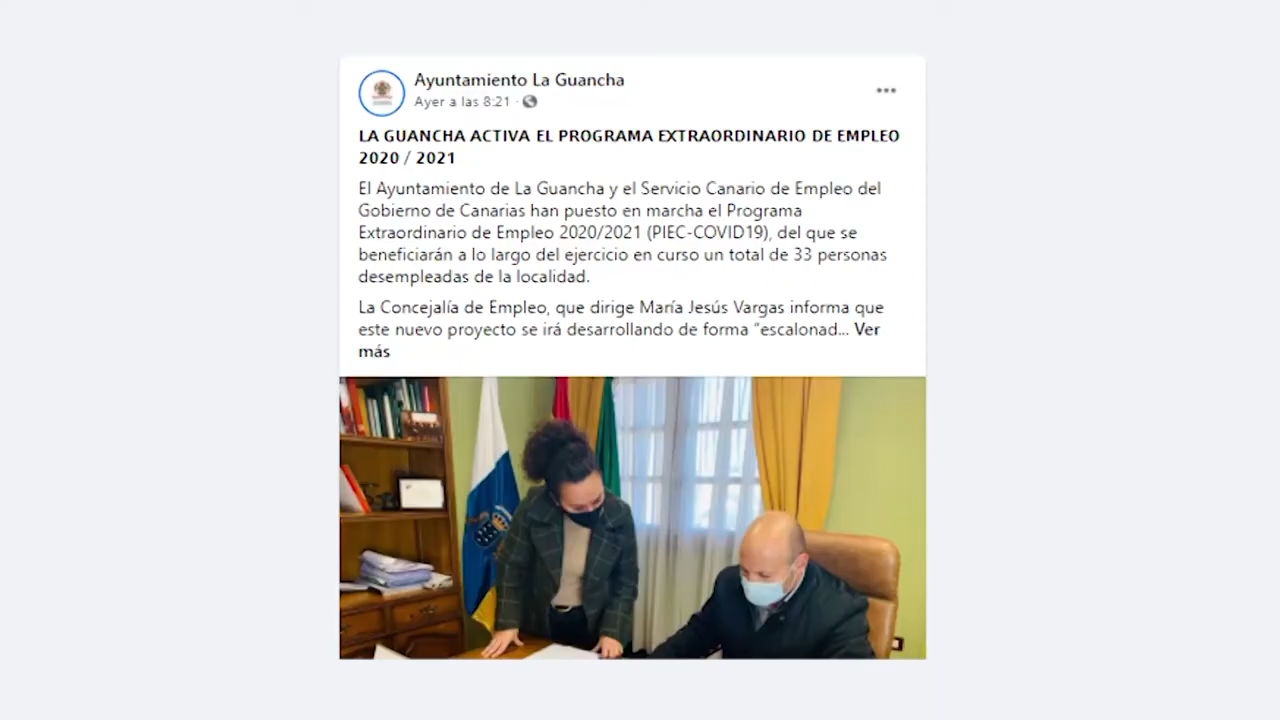 Ayuntamiento La Guancha
Ayer a las 8:21 ·
LA GUANCHA ACTIVA EL PROGRAMA EXTRAORDINARIO DE EMPLEO
2020 / 2021
El Ayuntamiento de La Guancha y el Servicio Canario de Empleo del
Gobierno de Canarias han puesto en marcha el Programa
Extraordinario de Empleo 2020/2021 (PIEC-COVID19), del que se
beneficiarán a lo largo del ejercicio en curso un total de 33 personas
desempleadas de la localidad.
La Concejalía de Empleo, que dirige María Jesús Vargas informa que
este nuevo proyecto se irá desarrollando de forma “escalonad... Ver
más